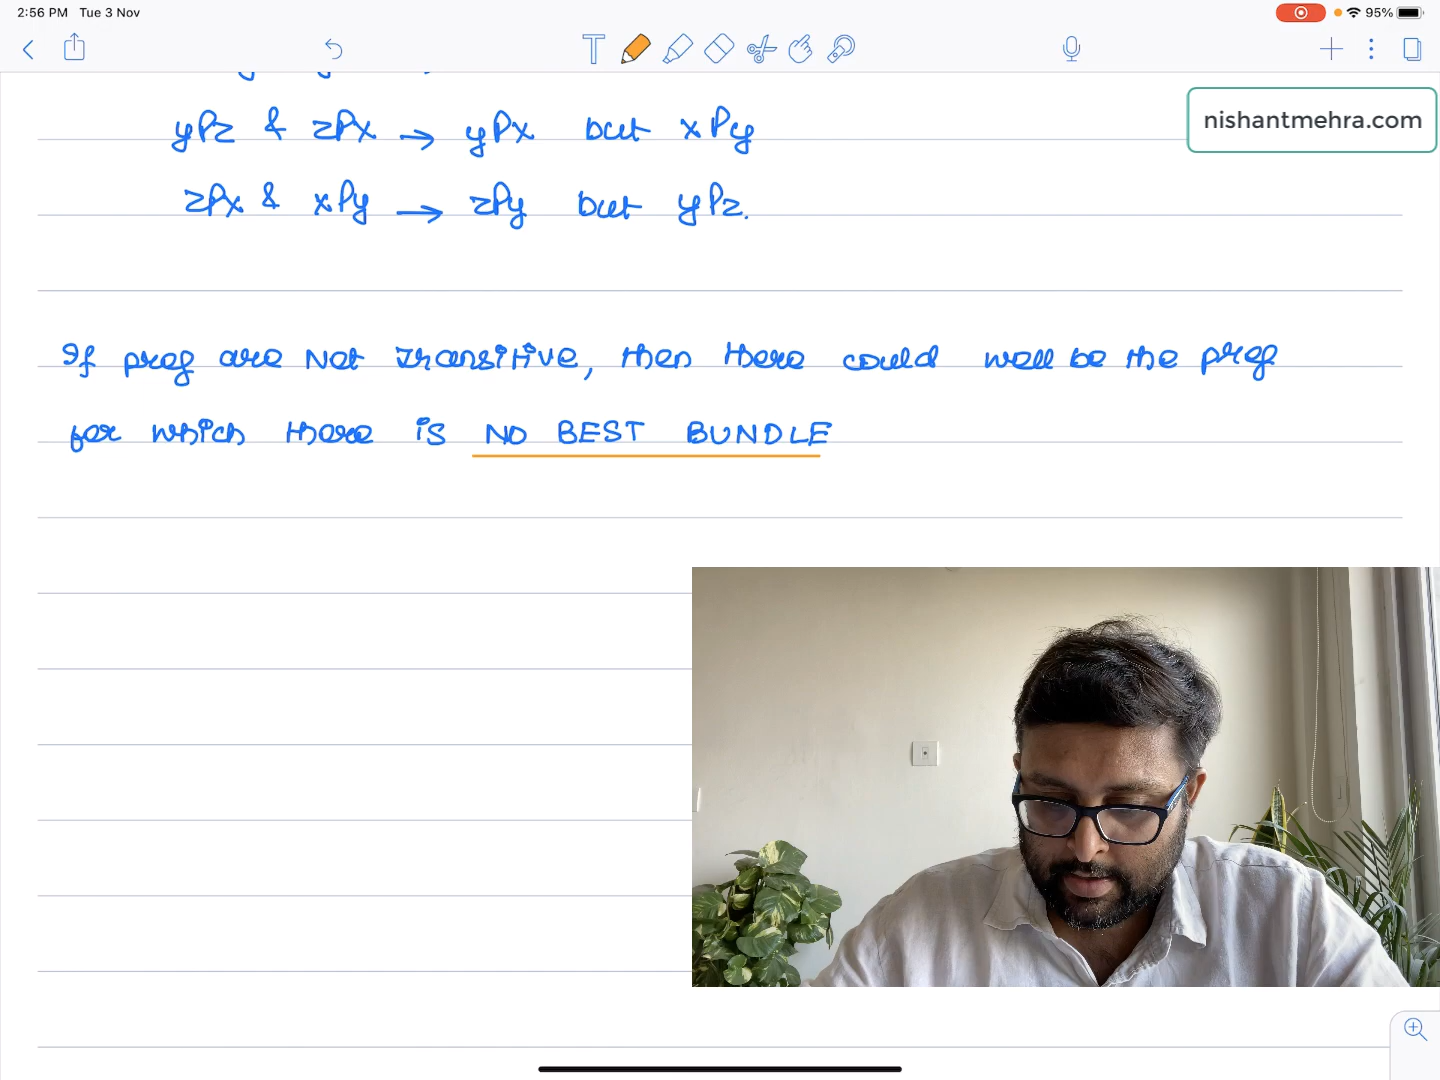 2:56 PM Tue 3 Nov
95%
nishantmehra.com
yPz & zPx → yPx but xPy
zPx & xPy → zPy but yPz.
If pref are Not Transitive, then there could well be the pref
for which there is NO BEST BUNDLE